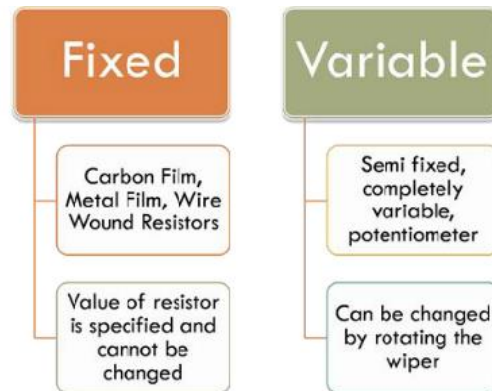 Fixed
Carbon Film,
Metal Film, Wire
Wound Resistors
Value of resistor
is specified and
cannot be
changed
Variable
Semi fixed,
completely
variable,
potentiometer
Can be changed
by rotating the
wiper